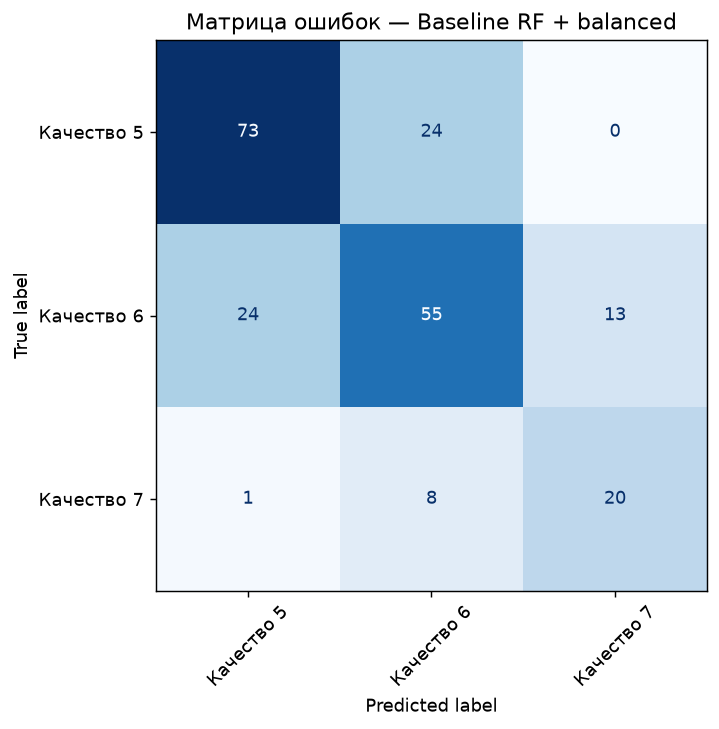 Матрица ошибок — Baseline RF + balanced
True label
Качество 5
73 24 0
Качество 6
24 55 13
Качество 7
1 8 20
Качество 5 Качество 6 Качество 7
Predicted label